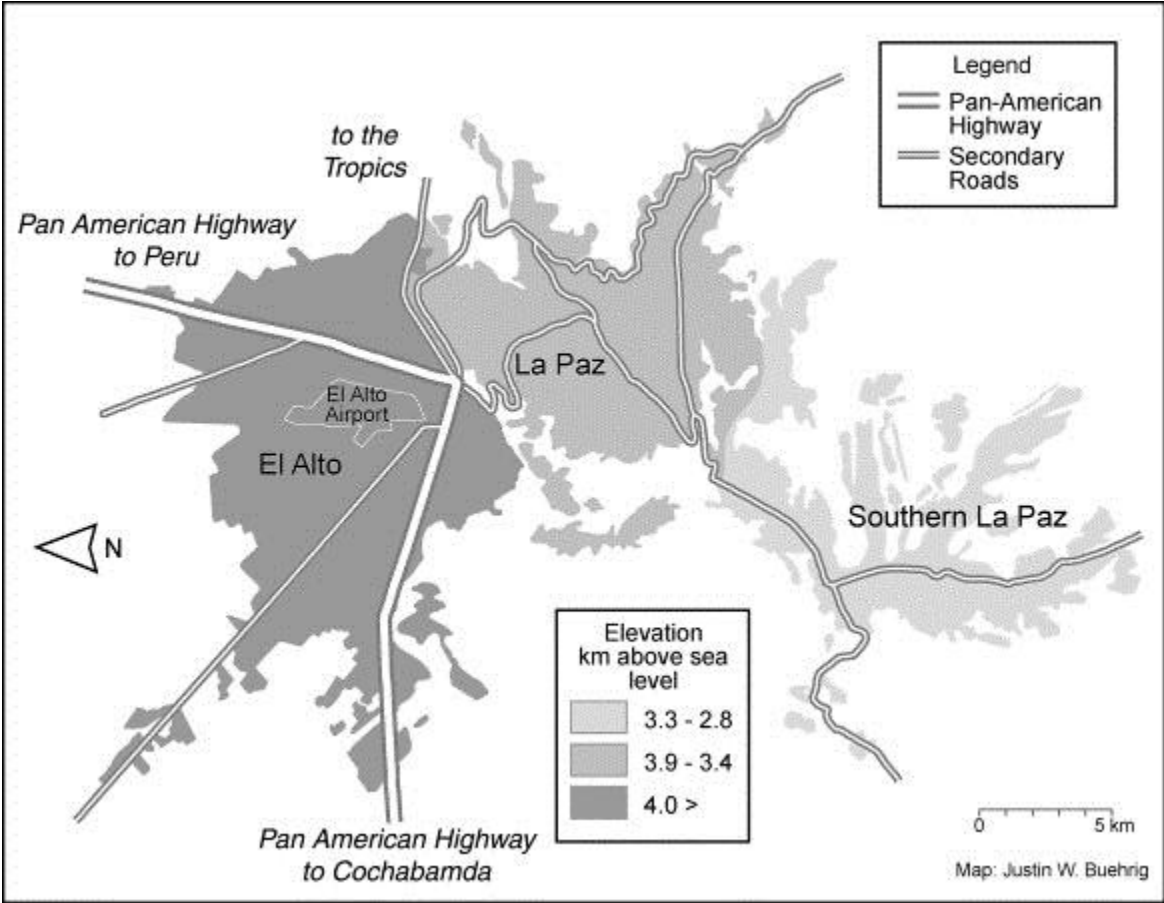 Legend
Pan-American
Highway
Secondary
Roads
to the
Tropics
Pan American Highway
to Peru
La Paz
El Alto
Airport
El Alto
Southern La Paz
N
Elevation
km above sea
level
3.3 - 2.8
3.9 - 3.4
4.0 >
0 5 km
Pan American Highway
to Cochabamda
Map: Justin W. Buehrig